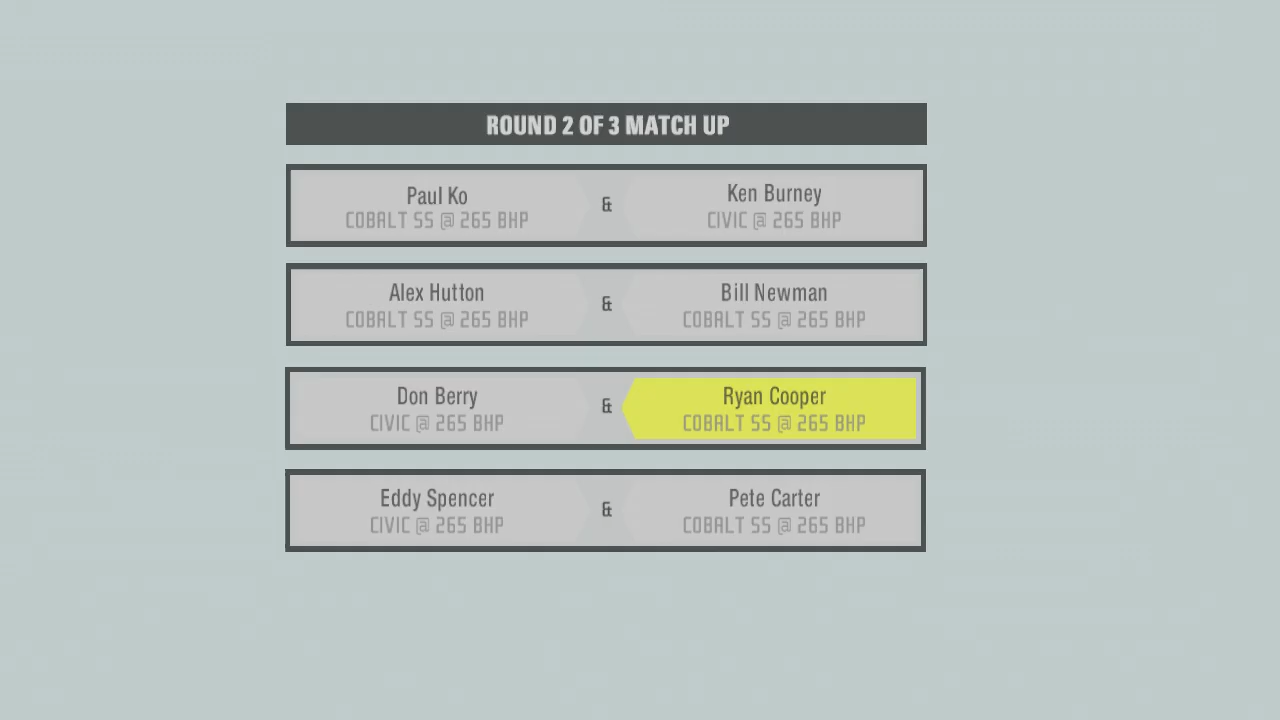 ROUND 2 OF 3 MATCH UP
Paul Ko & Ken Burney
COBALT SS @ 265 BHP CIVIC @ 265 BHP
Alex Hutton & Bill Newman
COBALT SS @ 265 BHP COBALT SS @ 265 BHP
Don Berry & Ryan Cooper
CIVIC @ 265 BHP COBALT SS @ 265 BHP
Eddy Spencer & Pete Carter
CIVIC @ 265 BHP COBALT SS @ 265 BHP